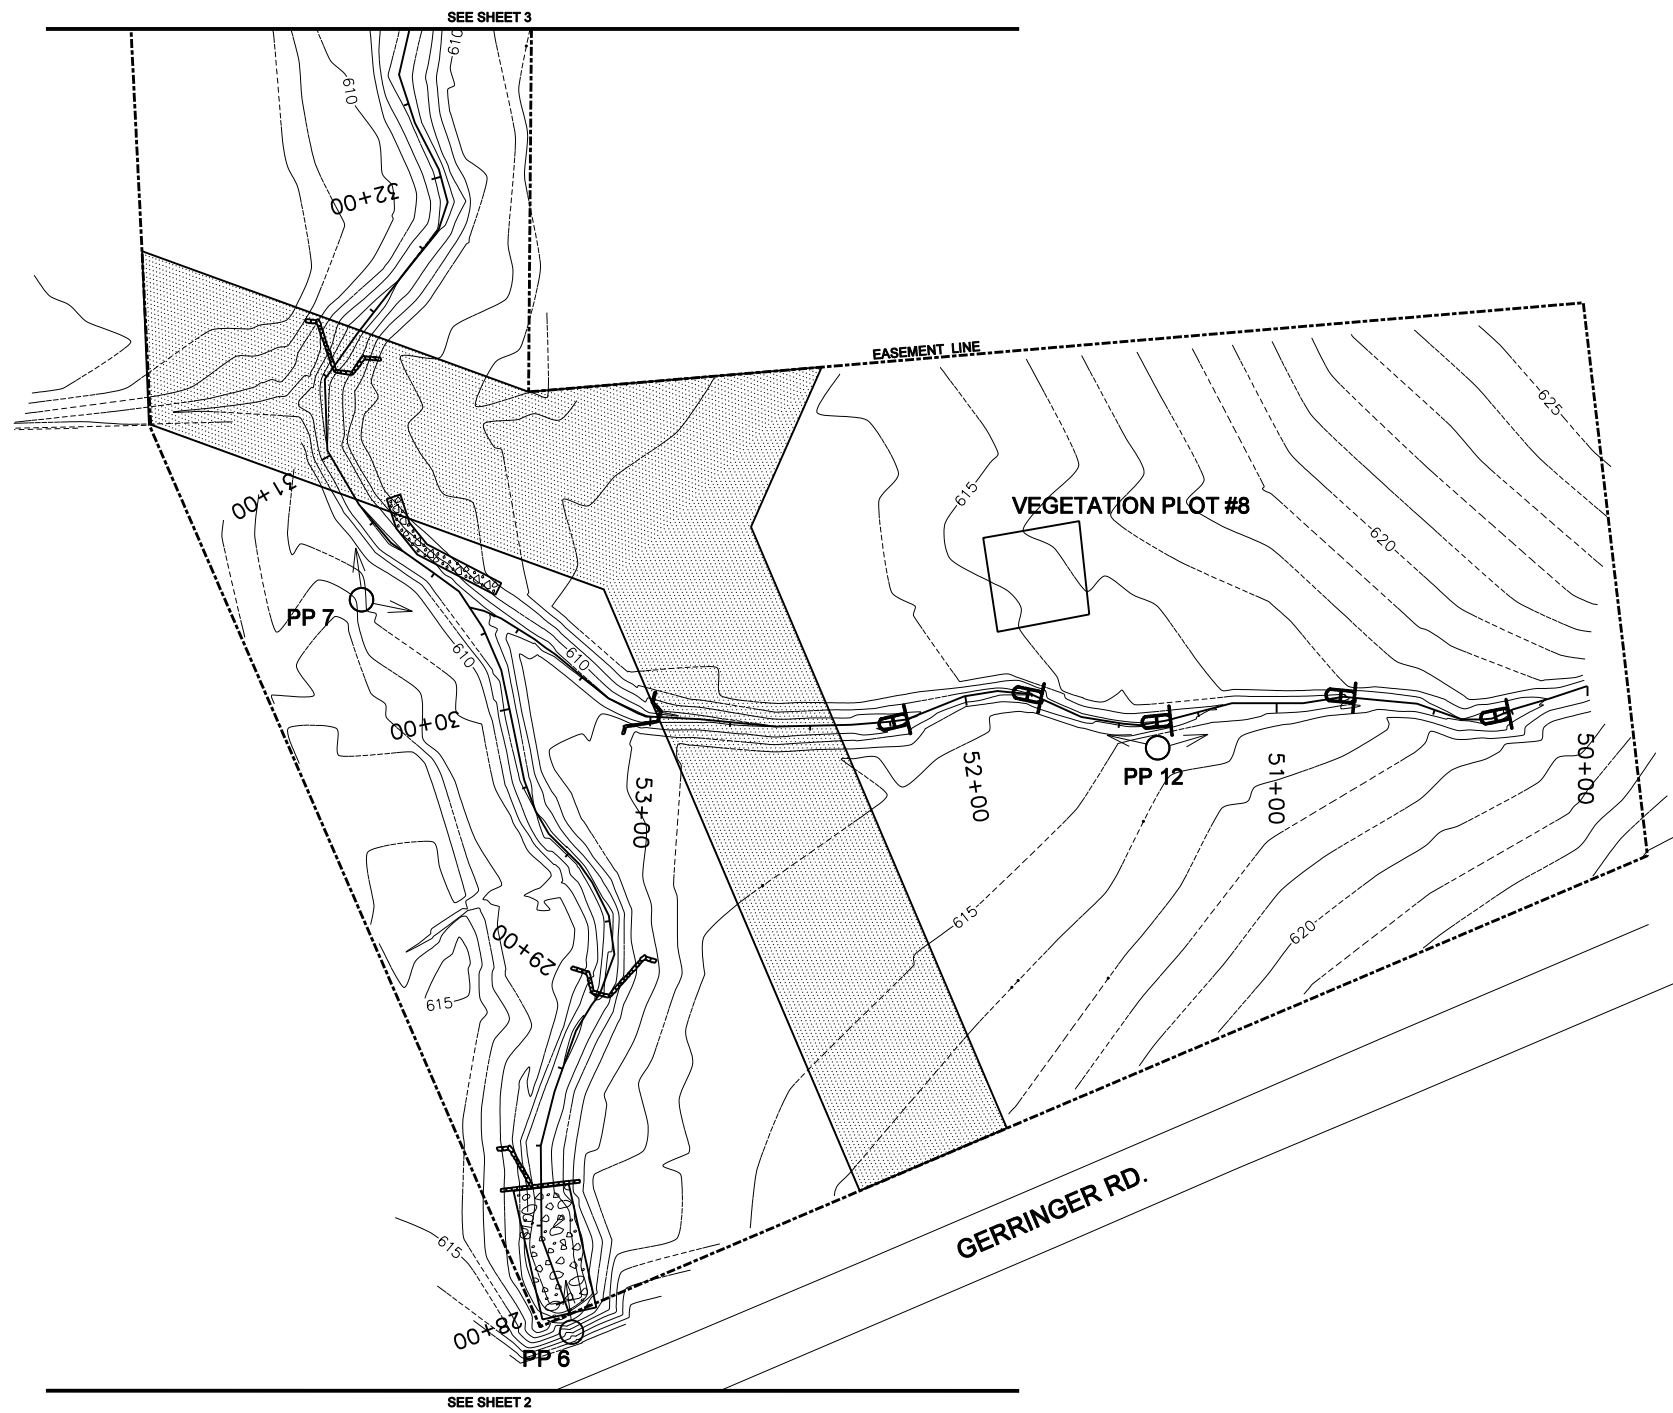 SEE SHEET 3
610
610
32+00
EASEMENT LINE
625
31+00
615
VEGETATION PLOT #8
620
PP 7
610
610
30+00
53+00
52+00
PP 12
51+00
50+00
29+00
615
615
620
GERRINGER RD.
615
28+00
PP 6
SEE SHEET 2